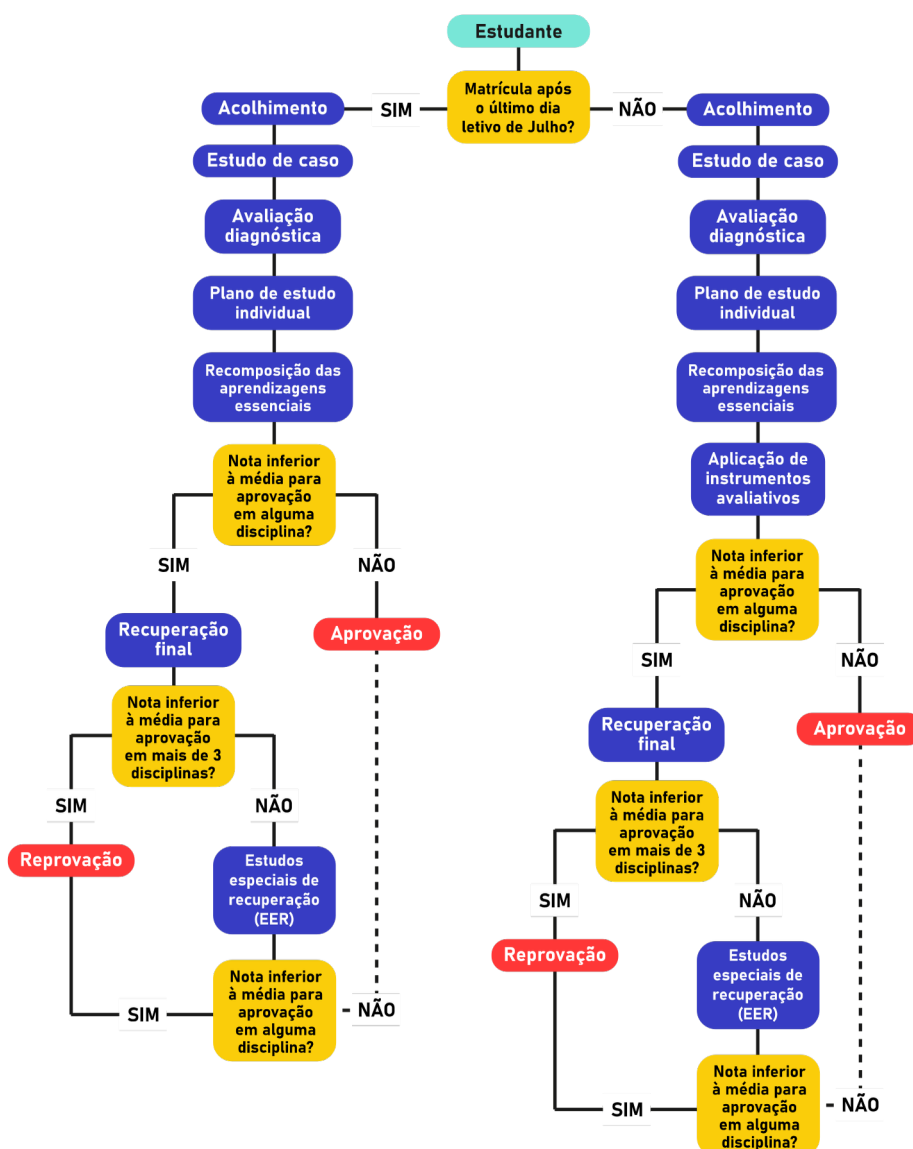 Estudante
Matrícula após
o último dia
letivo de Julho?
SIM
NÃO
Acolhimento
Estudo de caso
Avaliação
diagnóstica
Plano de estudo
individual
Recomposição das
aprendizagens
essenciais
Nota inferior
à média para
aprovação
em alguma
disciplina?
SIM
NÃO
Recuperação
final
Aprovação
Nota inferior
à média para
aprovação
em mais de 3
disciplinas?
SIM
NÃO
Reprovação
Estudos
especiais de
recuperação
(EER)
Nota inferior
à média para
aprovação
em alguma
disciplina?
SIM
NÃO
Acolhimento
Estudo de caso
Avaliação
diagnóstica
Plano de estudo
individual
Recomposição das
aprendizagens
essenciais
Aplicação de
instrumentos
avaliativos
Nota inferior
à média para
aprovação
em alguma
disciplina?
SIM
NÃO
Recuperação
final
Aprovação
Nota inferior
à média para
aprovação
em mais de 3
disciplinas?
SIM
NÃO
Reprovação
Estudos
especiais de
recuperação
(EER)
Nota inferior
à média para
aprovação
em alguma
disciplina?
SIM
NÃO